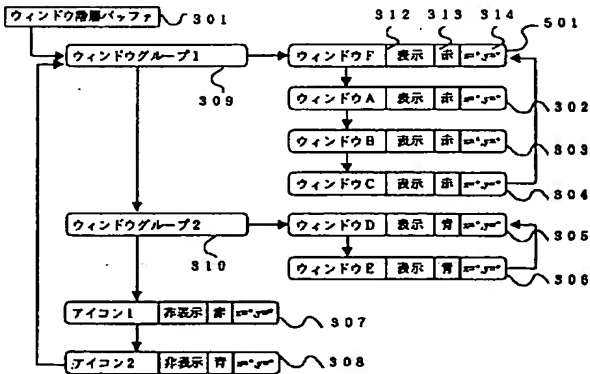 ウィンドウ階層バッファ 301
312 313 314 501
ウィンドウグループ1 ウィンドウF 表示 赤 x=*,y=*
309
ウィンドウA 表示 赤 x=*,y=*
302
ウィンドウB 表示 赤 x=*,y=*
303
ウィンドウC 表示 赤 x=*,y=*
304
ウィンドウグループ2 ウィンドウD 表示 青 x=*,y=*
310 305
ウィンドウE 表示 青 x=*,y=*
306
アイコン1 非表示 赤 x=*,y=*
307
アイコン2 非表示 青 x=*,y=*
308